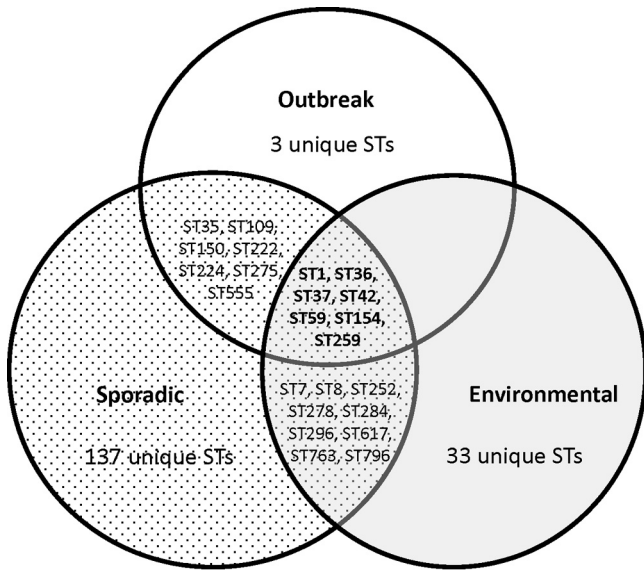 Outbreak
3 unique STs
ST35, ST109,
ST150, ST222,
ST224, ST275,
ST555
ST1, ST36,
ST37, ST42,
ST59, ST154,
ST259
Sporadic
137 unique STs
ST7, ST8, ST252,
ST278, ST284,
ST296, ST617,
ST763, ST796
Environmental
33 unique STs